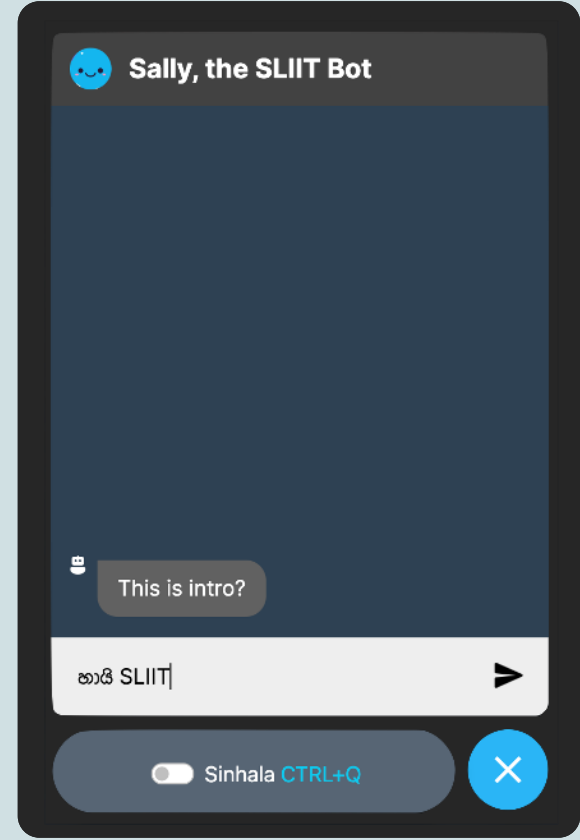 Sally, the SLIIT Bot
This is intro?
හායි SLIIT
Sinhala CTRL+Q